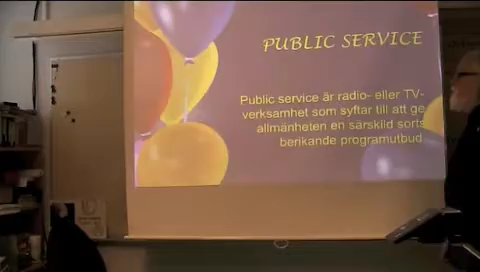 PUBLIC SERVICE
Public service är radio- eller TV-
verksamhet som syftar till att ge
allmänheten en särskild sorts
berikande programutbud